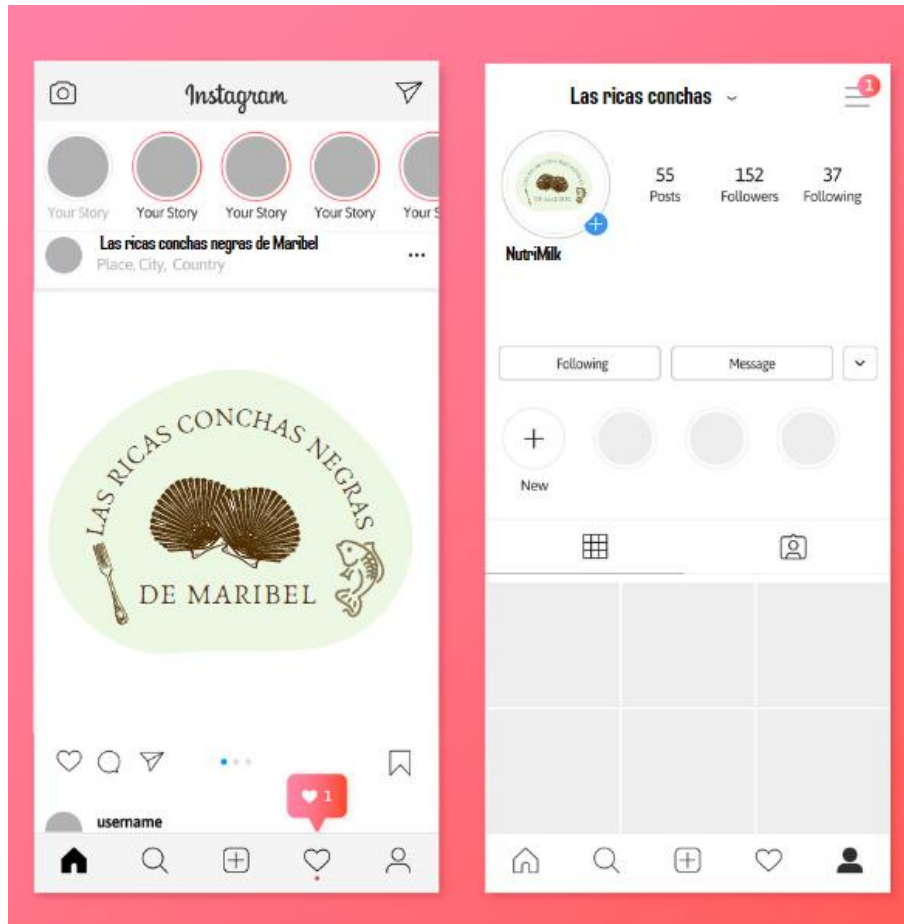 Instagram
Your Story
Your Story
Your Story
Your Story
Your S
Las ricas conchas negras de Maribel
Place, City, Country
...
LAS RICAS CONCHAS NEGRAS
DE MARIBEL
1
username
Las ricas conchas
1
55
Posts
152
Followers
37
Following
NutriMilk
Following
Message
New